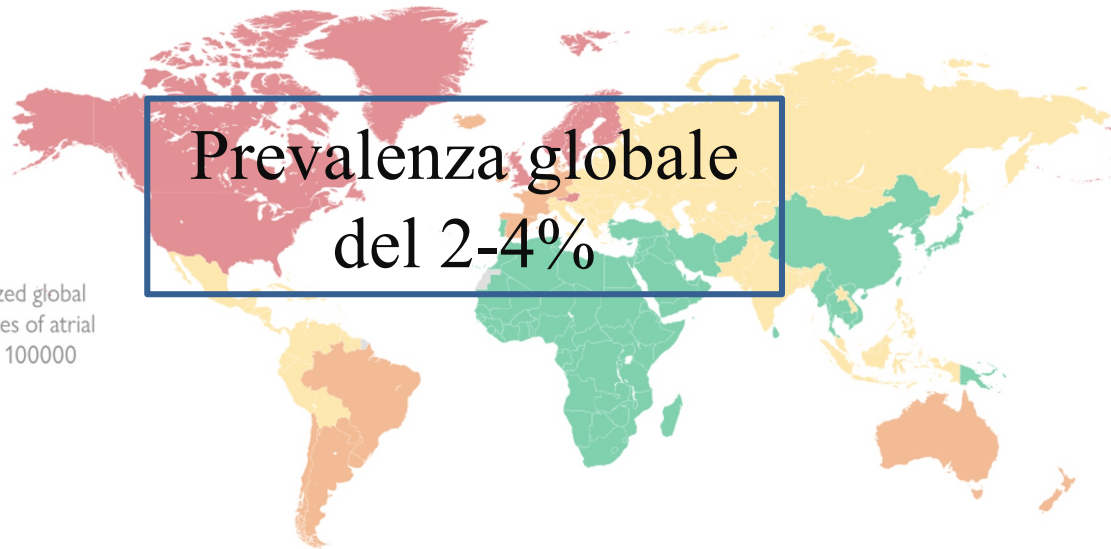 Prevalenza globale
del 2-4%
zed global
es of atrial
100000